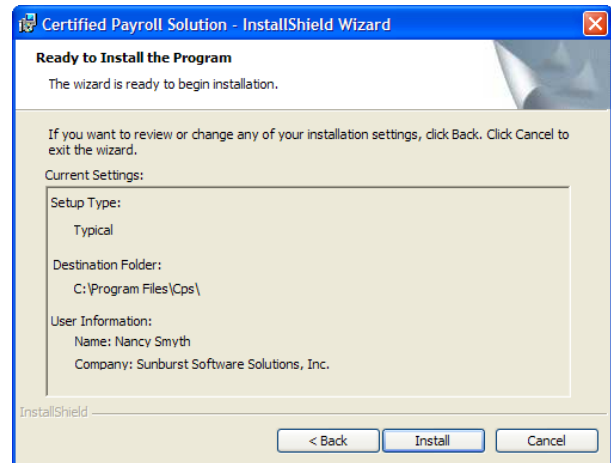 Certified Payroll Solution - InstallShield Wizard
Ready to Install the Program
The wizard is ready to begin installation.
If you want to review or change any of your installation settings, click Back. Click Cancel to
exit the wizard.
Current Settings:
Setup Type:
Typical
Destination Folder:
C:\Program Files\Cps\
User Information:
Name: Nancy Smyth
Company: Sunburst Software Solutions, Inc.
InstallShield
< Back Install Cancel